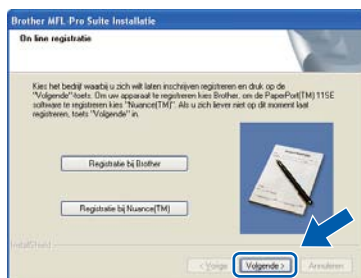 Brother MFL-Pro Suite Installatie
On line registratie
Kies het bedrijf waarbij u zich wilt laten inschrijven registreren en druk op de
"Volgende"-toets. Om uw apparaat te registreren kies Brother, om de PaperPort(TM) 11SE
software te registreren kies "Nuance(TM)". Als u zich liever niet op dit moment laat
registreren, toets "Volgende" in.
Registratie bij Brother
Registratie bij Nuance(TM)
InstallShield
< Vorige
Volgende >
Annuleren